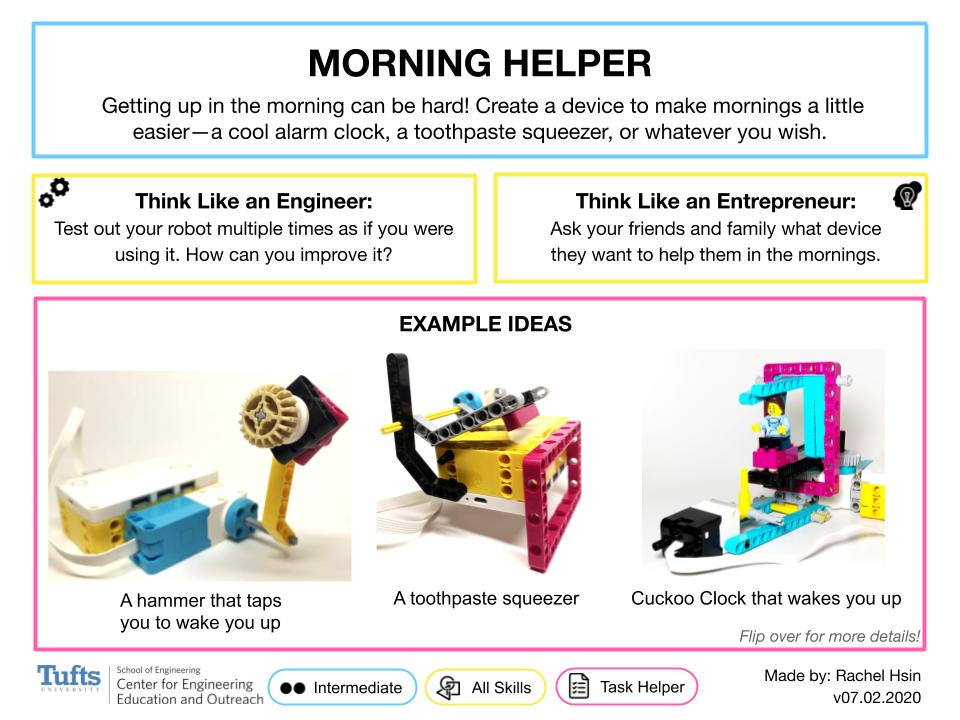 MORNING HELPER
Getting up in the morning can be hard! Create a device to make mornings a little
easier—a cool alarm clock, a toothpaste squeezer, or whatever you wish.
Think Like an Engineer:
Test out your robot multiple times as if you were
using it. How can you improve it?
Think Like an Entrepreneur:
Ask your friends and family what device
they want to help them in the mornings.
EXAMPLE IDEAS
A hammer that taps
you to wake you up
A toothpaste squeezer
Cuckoo Clock that wakes you up
Flip over for more details!
Tufts
UNIVERSITY
School of Engineering
Center for Engineering
Education and Outreach
Intermediate
All Skills
Task Helper
Made by: Rachel Hsin
v07.02.2020